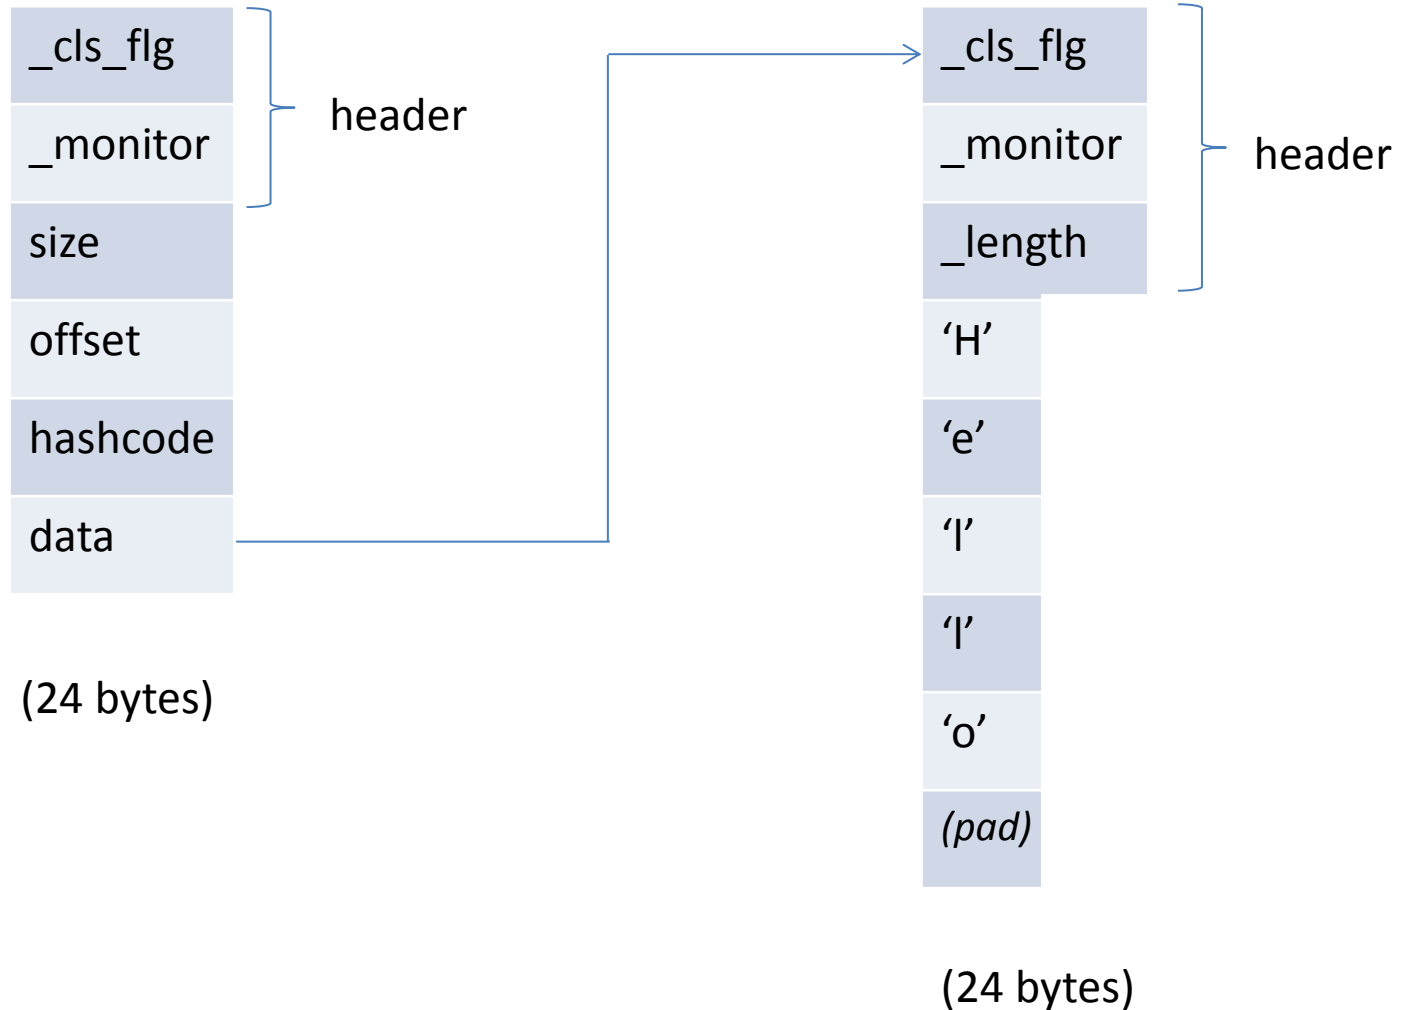 _cls_flg
_monitor
header
size
offset
hashcode
data
(24 bytes)
_cls_flg
_monitor
_length
header
‘H’
‘e’
‘l’
‘l’
‘o’
(pad)
(24 bytes)